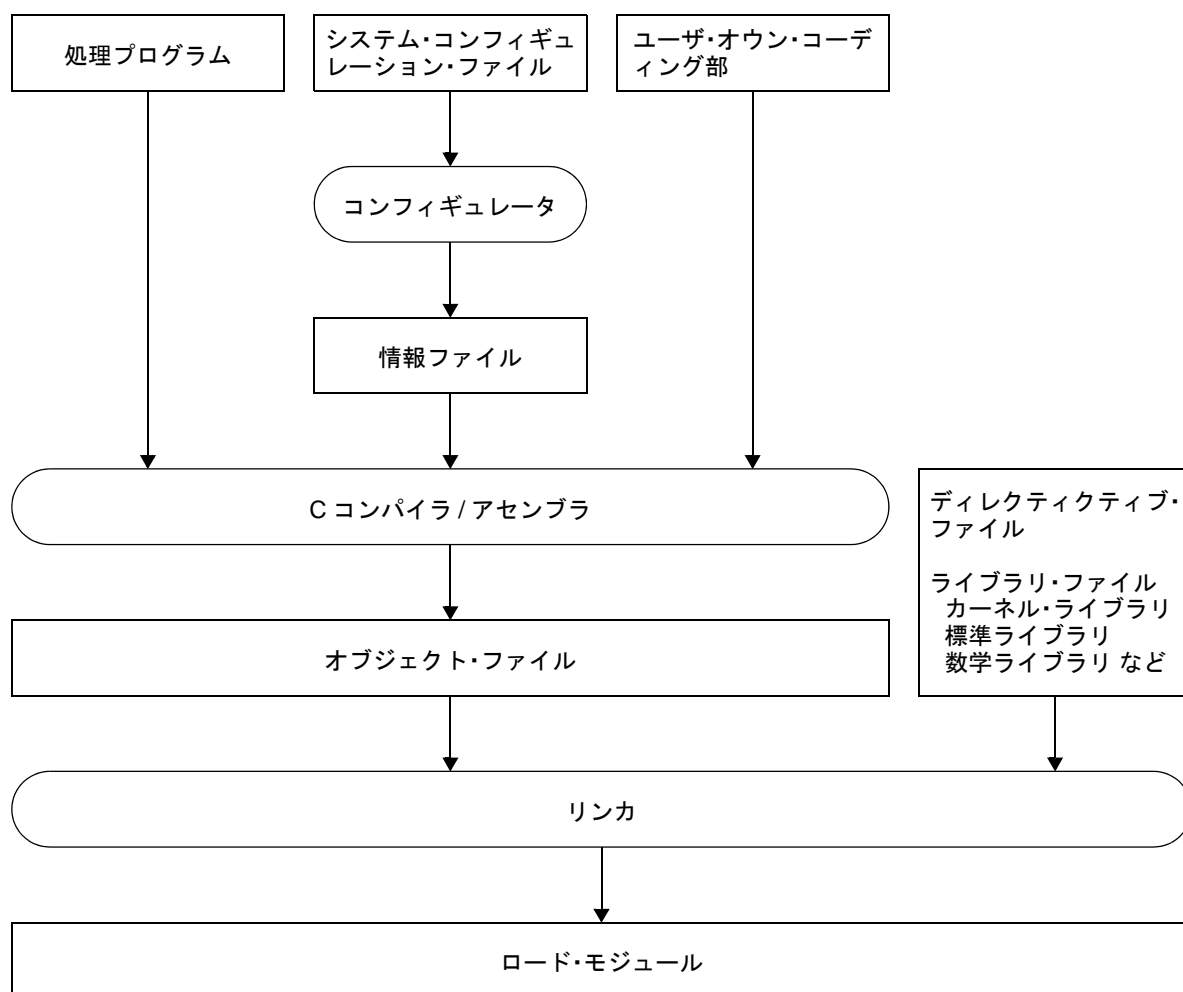 処理プログラム
システム・コンフィギュ
レーション・ファイル
ユーザ・オウン・コーデ
ィング部
コンフィギュレータ
情報ファイル
C コンパイラ / アセンブラ
ディレクティクティブ・
ファイル
ライブラリ・ファイル
カーネル・ライブラリ
標準ライブラリ
数学ライブラリ など
オブジェクト・ファイル
リンカ
ロード・モジュール